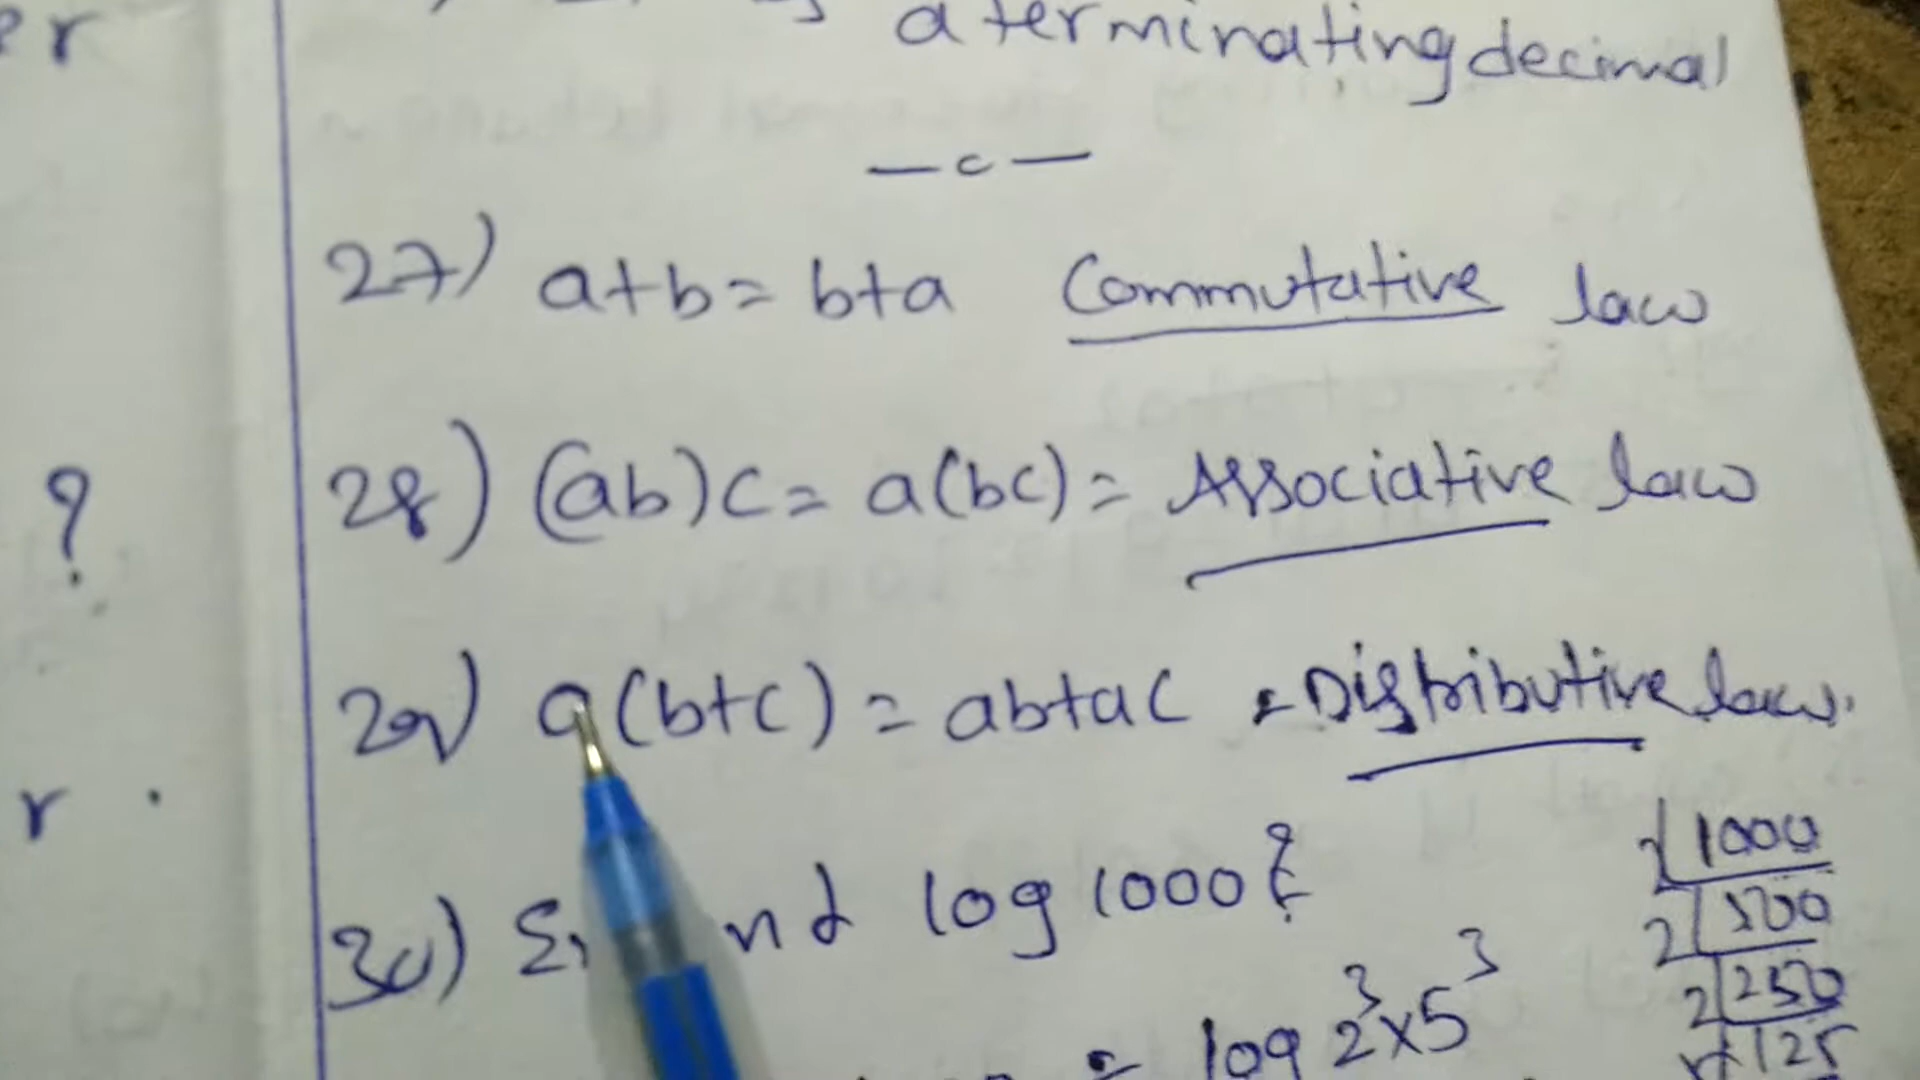 a terminating decimal
— c —
27) a+b= b+a Commutative law
28) (ab)c= a(bc)= Associative law
29) a(b+c) = ab+ac = Distributive law.
30) nd log 1000?
= log 2³×5³
2 1000
2 500
2 250
125
er
?
r .